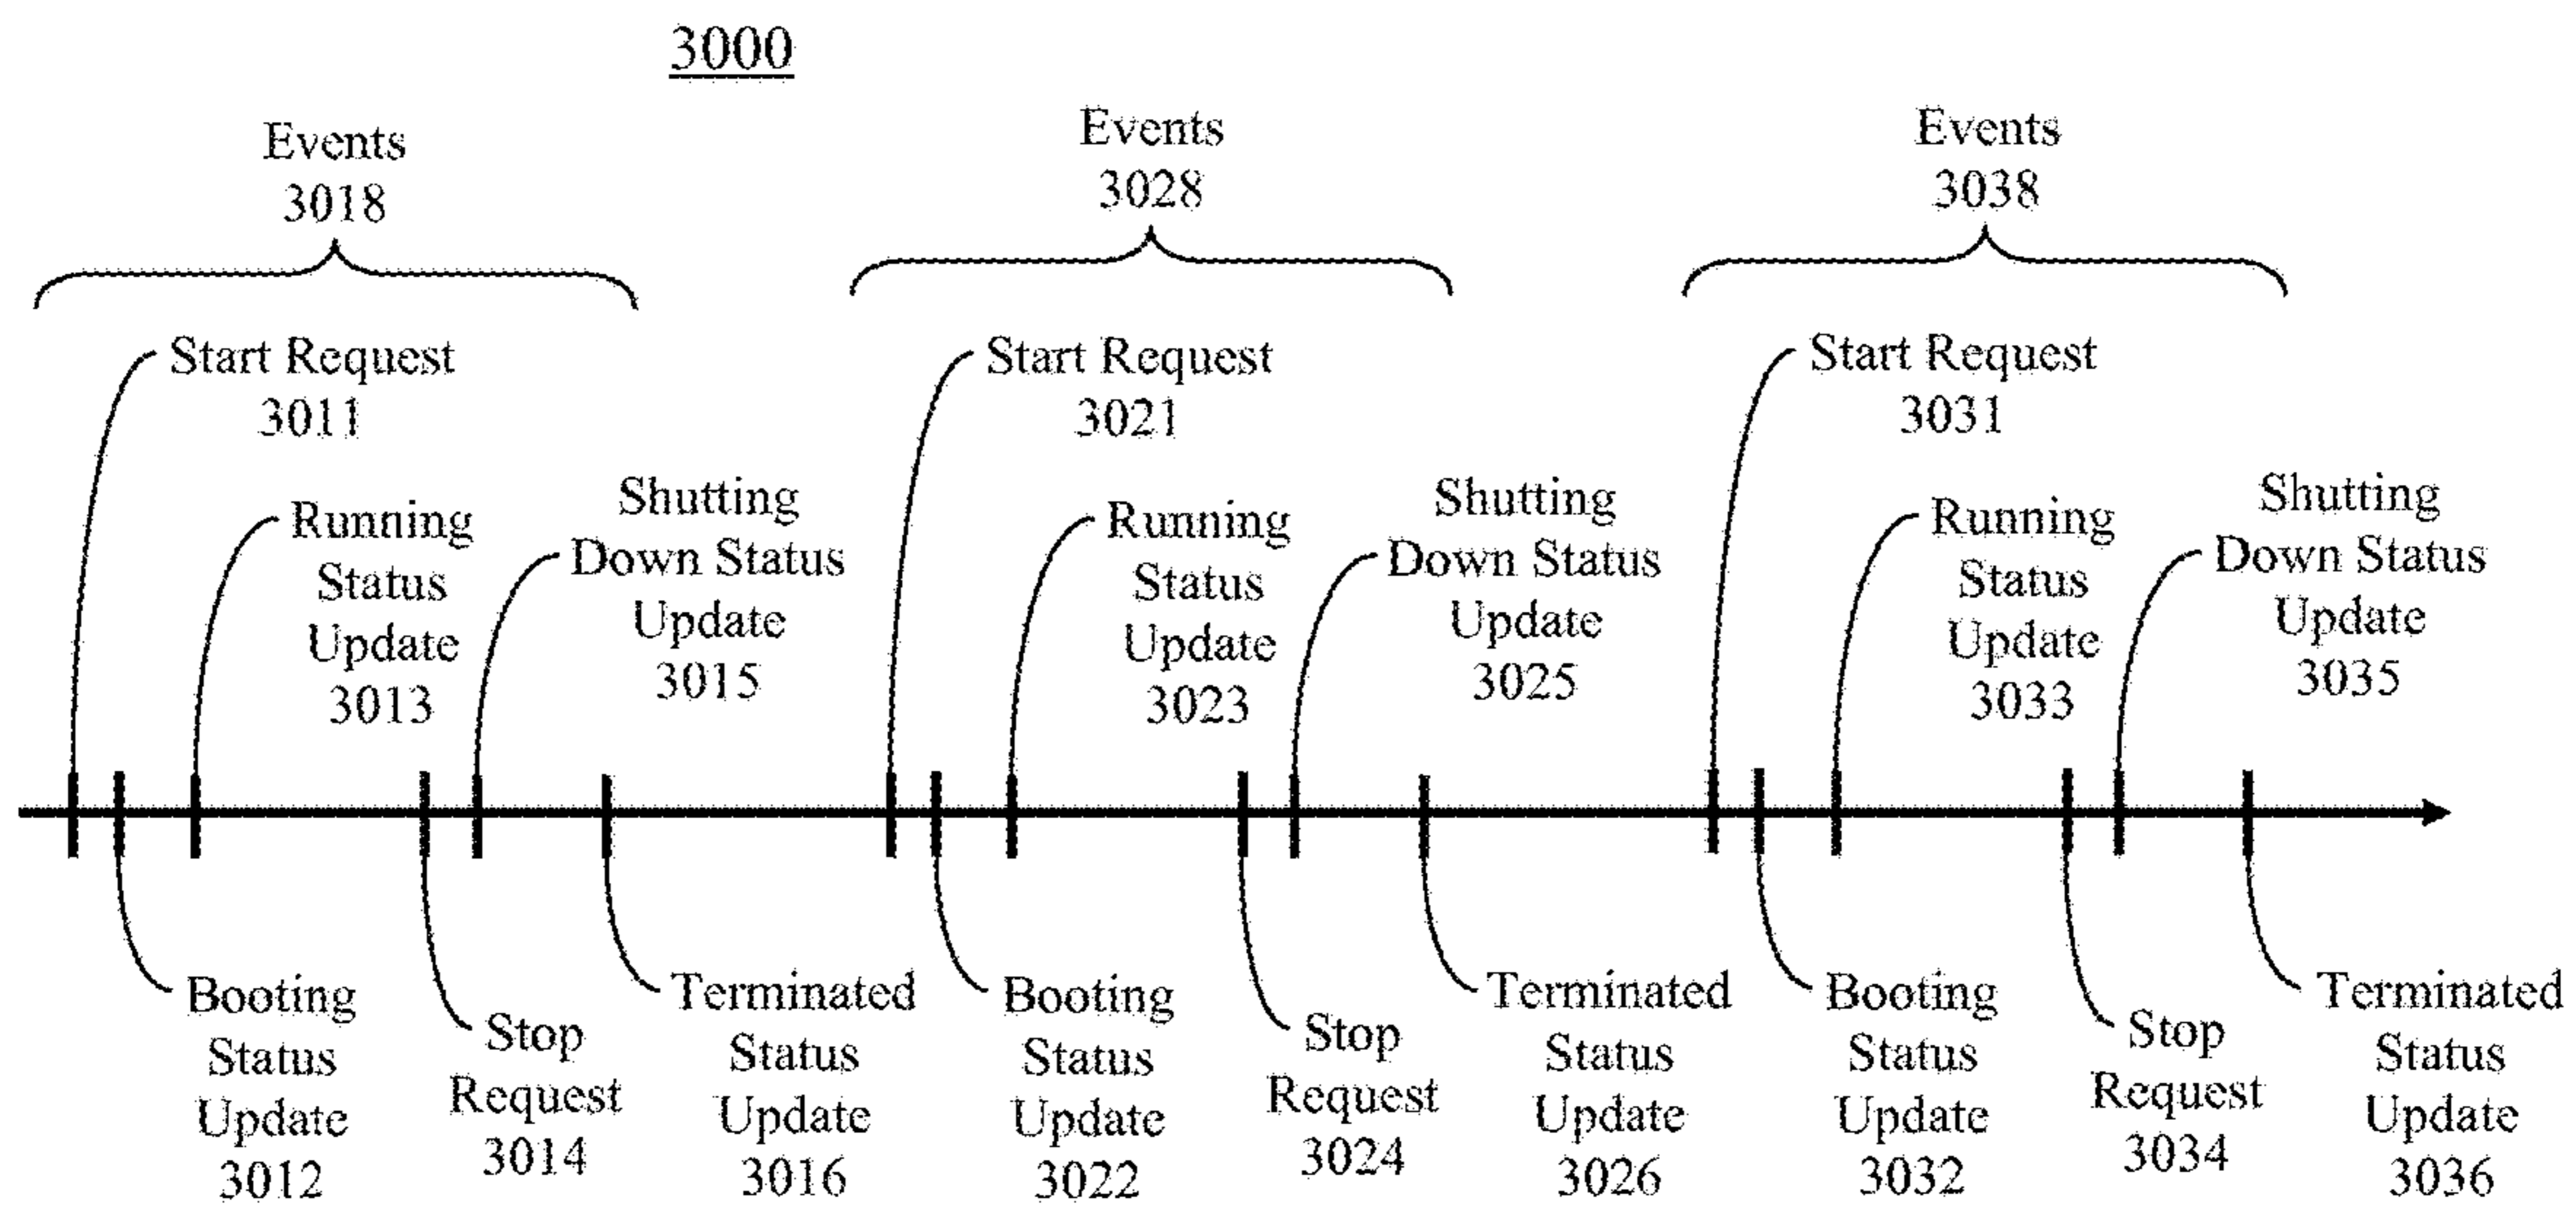 3000
Events
3018
Events
3028
Events
3038
Start Request
3011
Start Request
3021
Start Request
3031
Running
Status
Update
3013
Shutting
Down Status
Update
3015
Running
Status
Update
3023
Shutting
Down Status
Update
3025
Running
Status
Update
3033
Shutting
Down Status
Update
3035
Booting
Status
Update
3012
Stop
Request
3014
Terminated
Status
Update
3016
Booting
Status
Update
3022
Stop
Request
3024
Terminated
Status
Update
3026
Booting
Status
Update
3032
Stop
Request
3034
Terminated
Status
Update
3036